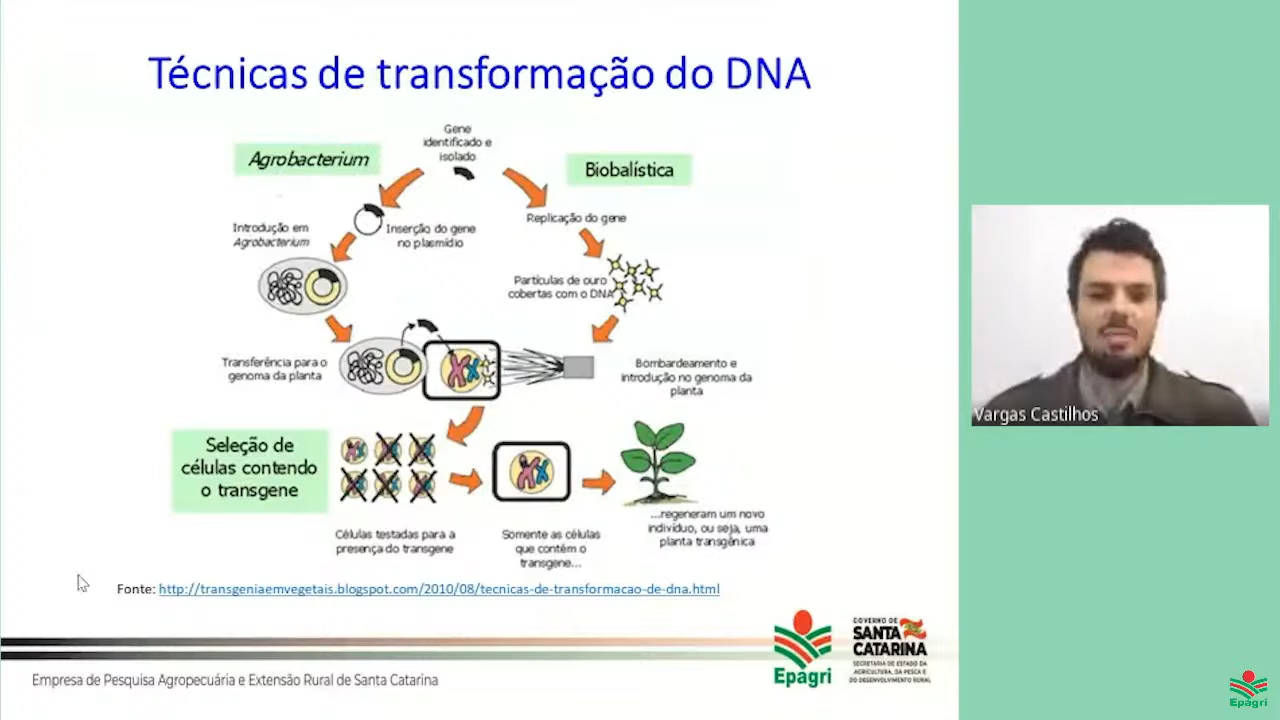 Técnicas de transformação do DNA
Gene
identificado e
isolado
Agrobacterium
Biobalística
Introdução em
Agrobacterium
Inserção do gene
no plasmídio
Replicação do gene
Partículas de ouro
cobertas com o DNA
Transferência para o
genoma da planta
Bombardeamento e
introdução no genoma da
planta
Seleção de
células contendo
o transgene
Células testadas para a
presença do transgene
Somente as células
que contém o
transgene...
...regeneram um novo
indivíduo, ou seja, uma
planta transgênica
Fonte: http://transgeniaemvegetais.blogspot.com/2010/08/tecnicas-de-transformacao-de-dna.html
Empresa de Pesquisa Agropecuária e Extensão Rural de Santa Catarina
Epagri
GOVERNO DE
SANTA
CATARINA
SECRETARIA DE ESTADO DA
AGRICULTURA, DA PESCA E
DO DESENVOLVIMENTO RURAL
Vargas Castilhos
Epagri